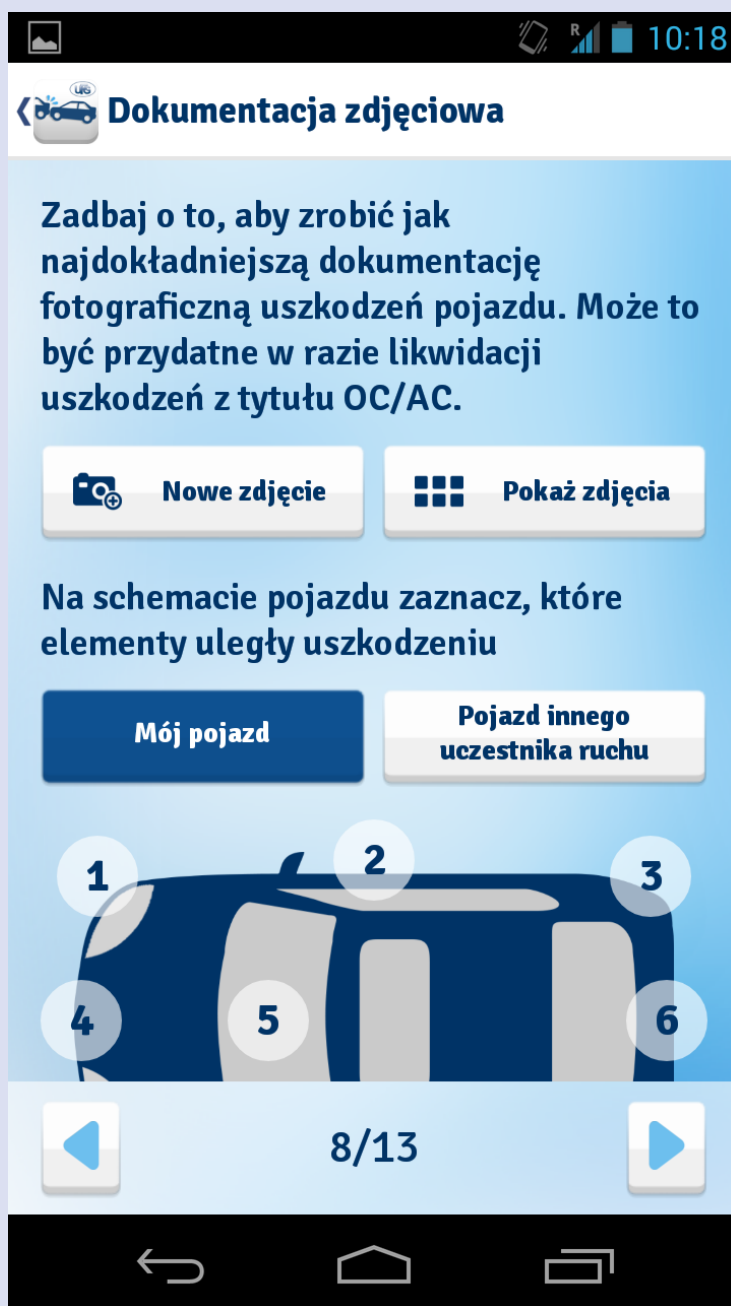 R
10:18
UFG
Dokumentacja zdjęciowa
Zadbaj o to, aby zrobić jak
najdokładniejszą dokumentację
fotograficzną uszkodzeń pojazdu. Może to
być przydatne w razie likwidacji
uszkodzeń z tytułu OC/AC.
Nowe zdjęcie
Pokaż zdjęcia
Na schemacie pojazdu zaznacz, które
elementy uległy uszkodzeniu
Mój pojazd
Pojazd innego
uczestnika ruchu
1
2
3
4
5
6
8/13